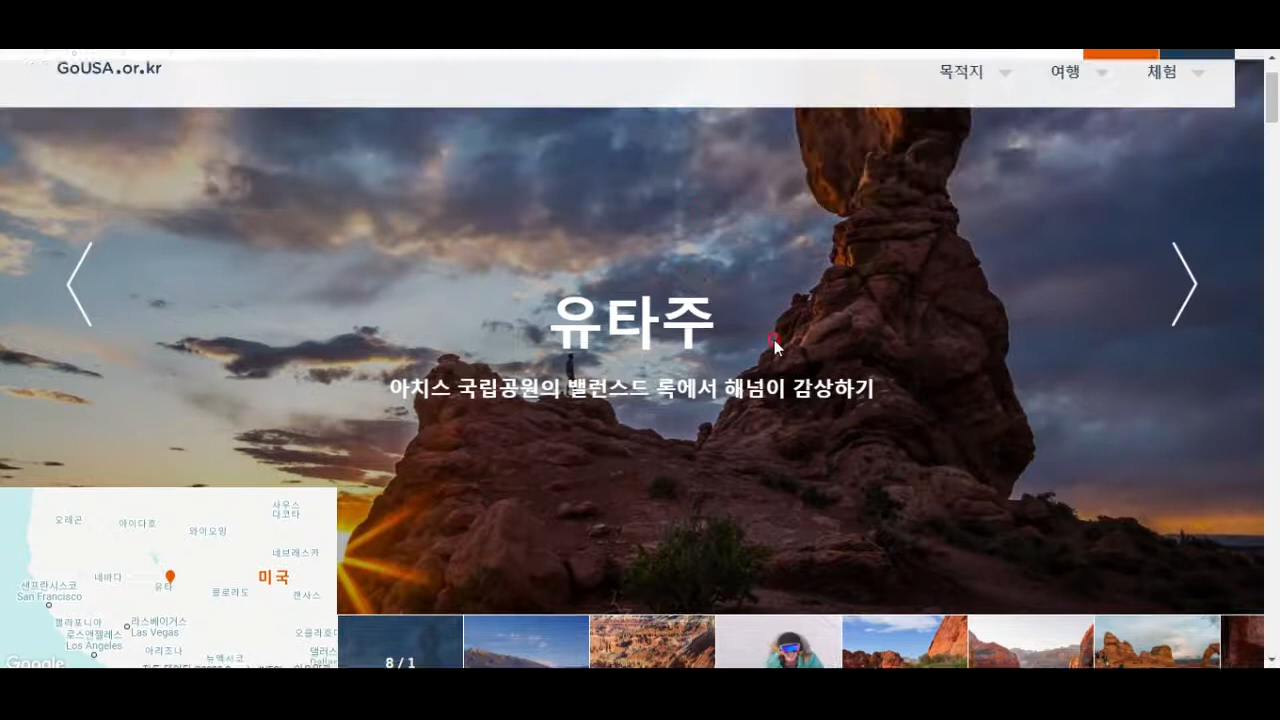 GoUSA.or.kr
목적지
여행
체험
유타주
아치스 국립공원의 밸런스드 록에서 해넘이 감상하기
사우스
다코타
오레곤
아이다호
와이오밍
네브래스카
네바다
유타
미국
샌프란시스코
San Francisco
콜로라도
캔사스
캘리포니아
라스베이거스
Las Vegas
로스앤젤레스
Los Angeles
아리조나
뉴멕시코
댈러스
Dallas
Google
8 / 1